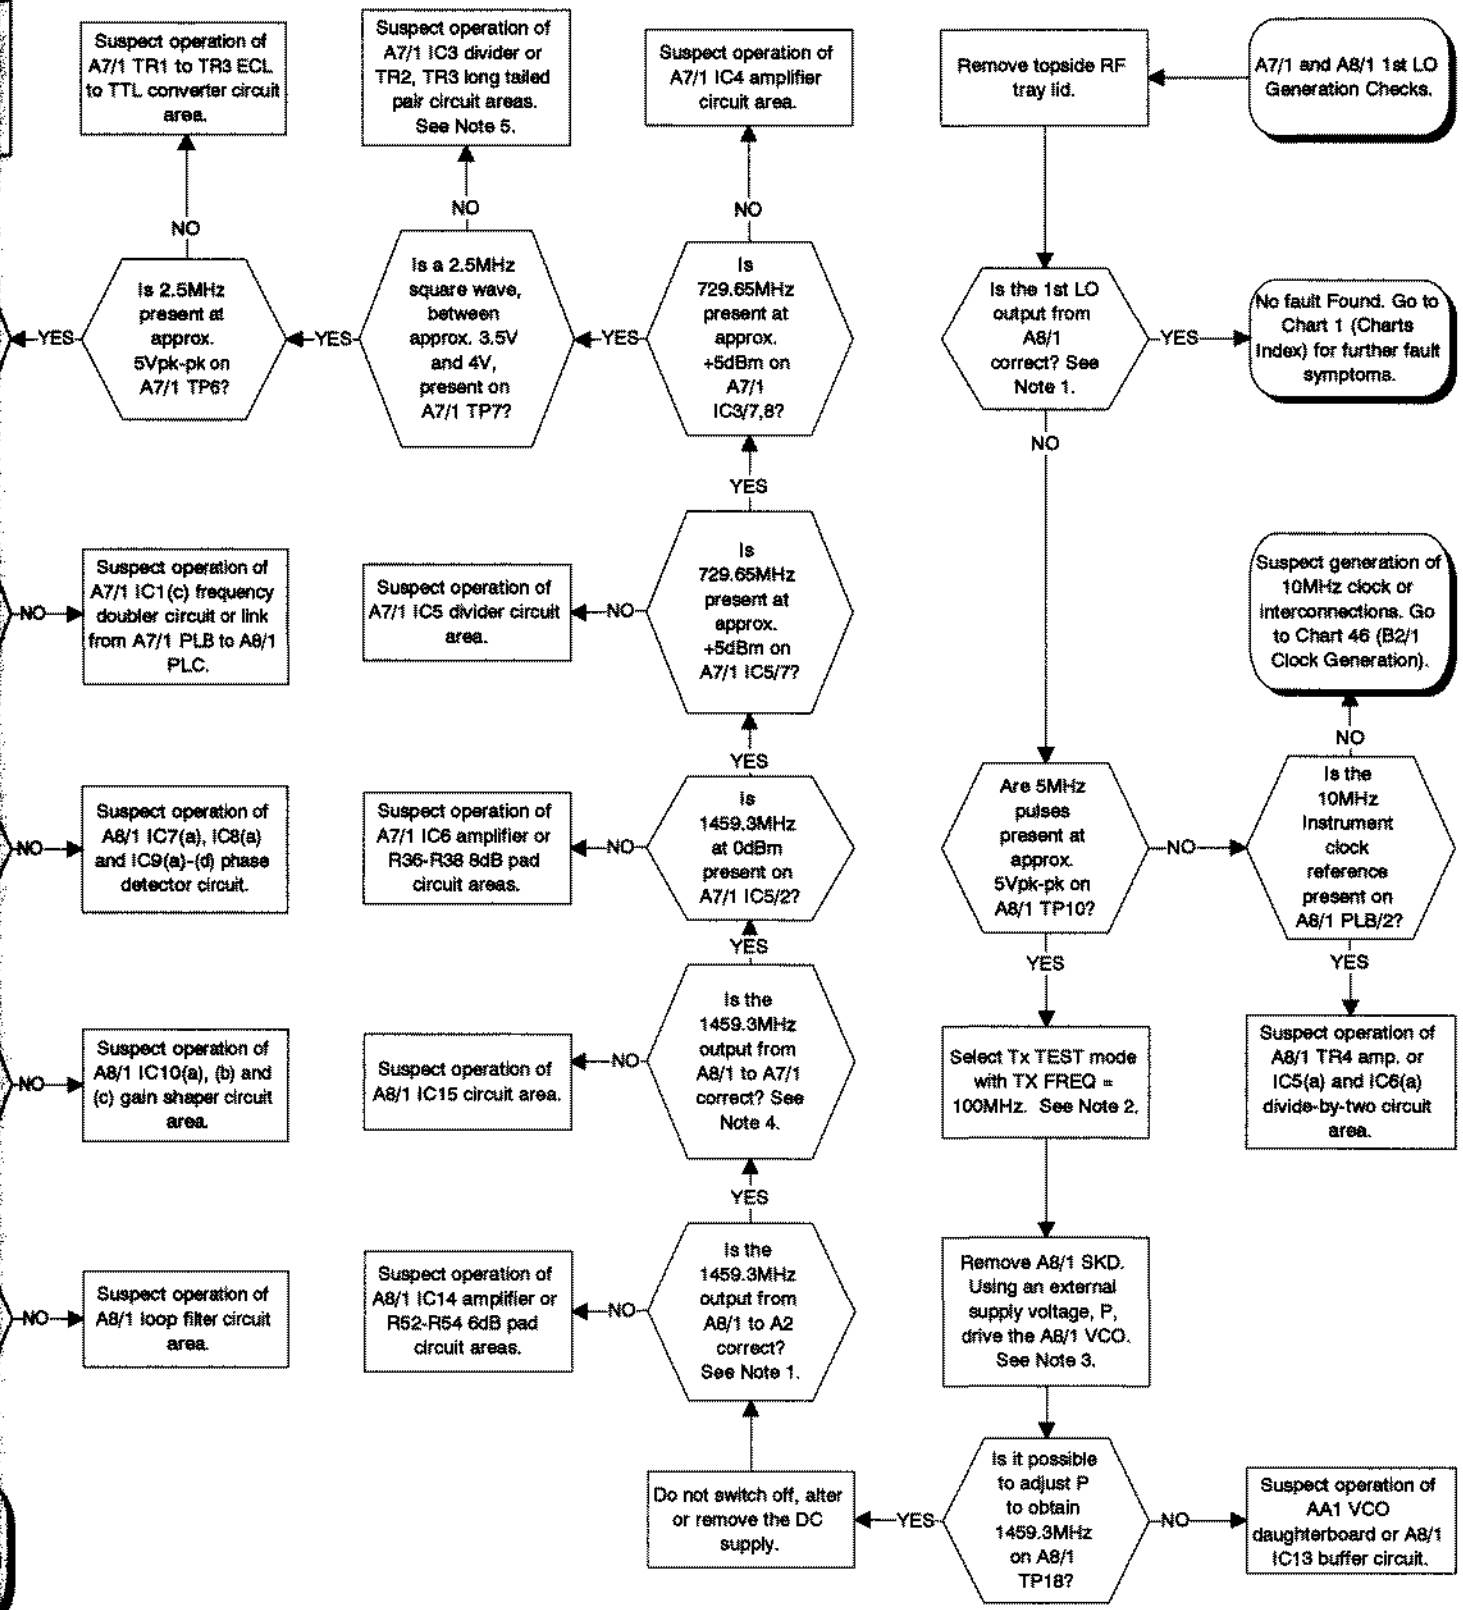 Suspect operation of
A7/1 TR1 to TR3 ECL
to TTL converter circuit
area.
NO
Is 2.5MHz
present at
approx.
5Vpk-pk on
A7/1 TP6?
YES
Suspect operation of
A7/1 IC3 divider or
TR2, TR3 long tailed
pair circuit areas.
See Note 5.
NO
Is a 2.5MHz
square wave,
between
approx. 3.5V
and 4V,
present on
A7/1 TP7?
YES
Suspect operation of
A7/1 IC4 amplifier
circuit area.
NO
Is
729.65MHz
present at
approx.
+5dBm on
A7/1
IC3/7,8?
YES
Remove topside RF
tray lid.
A7/1 and A8/1 1st LO
Generation Checks.
Is the 1st LO
output from
A8/1
correct? See
Note 1.
YES
No fault Found. Go to
Chart 1 (Charts
Index) for further fault
symptoms.
NO
YES
NO
Suspect operation of
A7/1 IC1(c) frequency
doubler circuit or link
from A7/1 PLB to A8/1
PLC.
Suspect operation of
A7/1 IC5 divider circuit
area.
NO
Is
729.65MHz
present at
approx.
+5dBm on
A7/1 IC5/7?
YES
Suspect generation of
10MHz clock or
interconnections. Go
to Chart 46 (B2/1
Clock Generation).
NO
NO
Suspect operation of
A8/1 IC7(a), IC8(a)
and IC9(a)-(d) phase
detector circuit.
Suspect operation of
A7/1 IC6 amplifier or
R36-R38 8dB pad
circuit areas.
NO
Is
1459.3MHz
at 0dBm
present on
A7/1 IC5/2?
YES
Are 5MHz
pulses
present at
approx.
5Vpk-pk on
A8/1 TP10?
NO
Is the
10MHz
Instrument
clock
reference
present on
A8/1 PLB/2?
YES
YES
NO
Suspect operation of
A8/1 IC10(a), (b) and
(c) gain shaper circuit
area.
Suspect operation of
A8/1 IC15 circuit area.
NO
Is the
1459.3MHz
output from
A8/1 to A7/1
correct? See
Note 4.
YES
Select Tx TEST mode
with TX FREQ =
100MHz. See Note 2.
Suspect operation of
A8/1 TR4 amp. or
IC5(a) and IC6(a)
divide-by-two circuit
area.
NO
Suspect operation of
A8/1 loop filter circuit
area.
Suspect operation of
A8/1 IC14 amplifier or
R52-R54 6dB pad
circuit areas.
NO
Is the
1459.3MHz
output from
A8/1 to A2
correct?
See Note 1.
Remove A8/1 SKD.
Using an external
supply voltage, P,
drive the A8/1 VCO.
See Note 3.
Do not switch off, alter
or remove the DC
supply.
YES
Is it possible
to adjust P
to obtain
1459.3MHz
on A8/1
TP18?
NO
Suspect operation of
AA1 VCO
daughterboard or A8/1
IC13 buffer circuit.